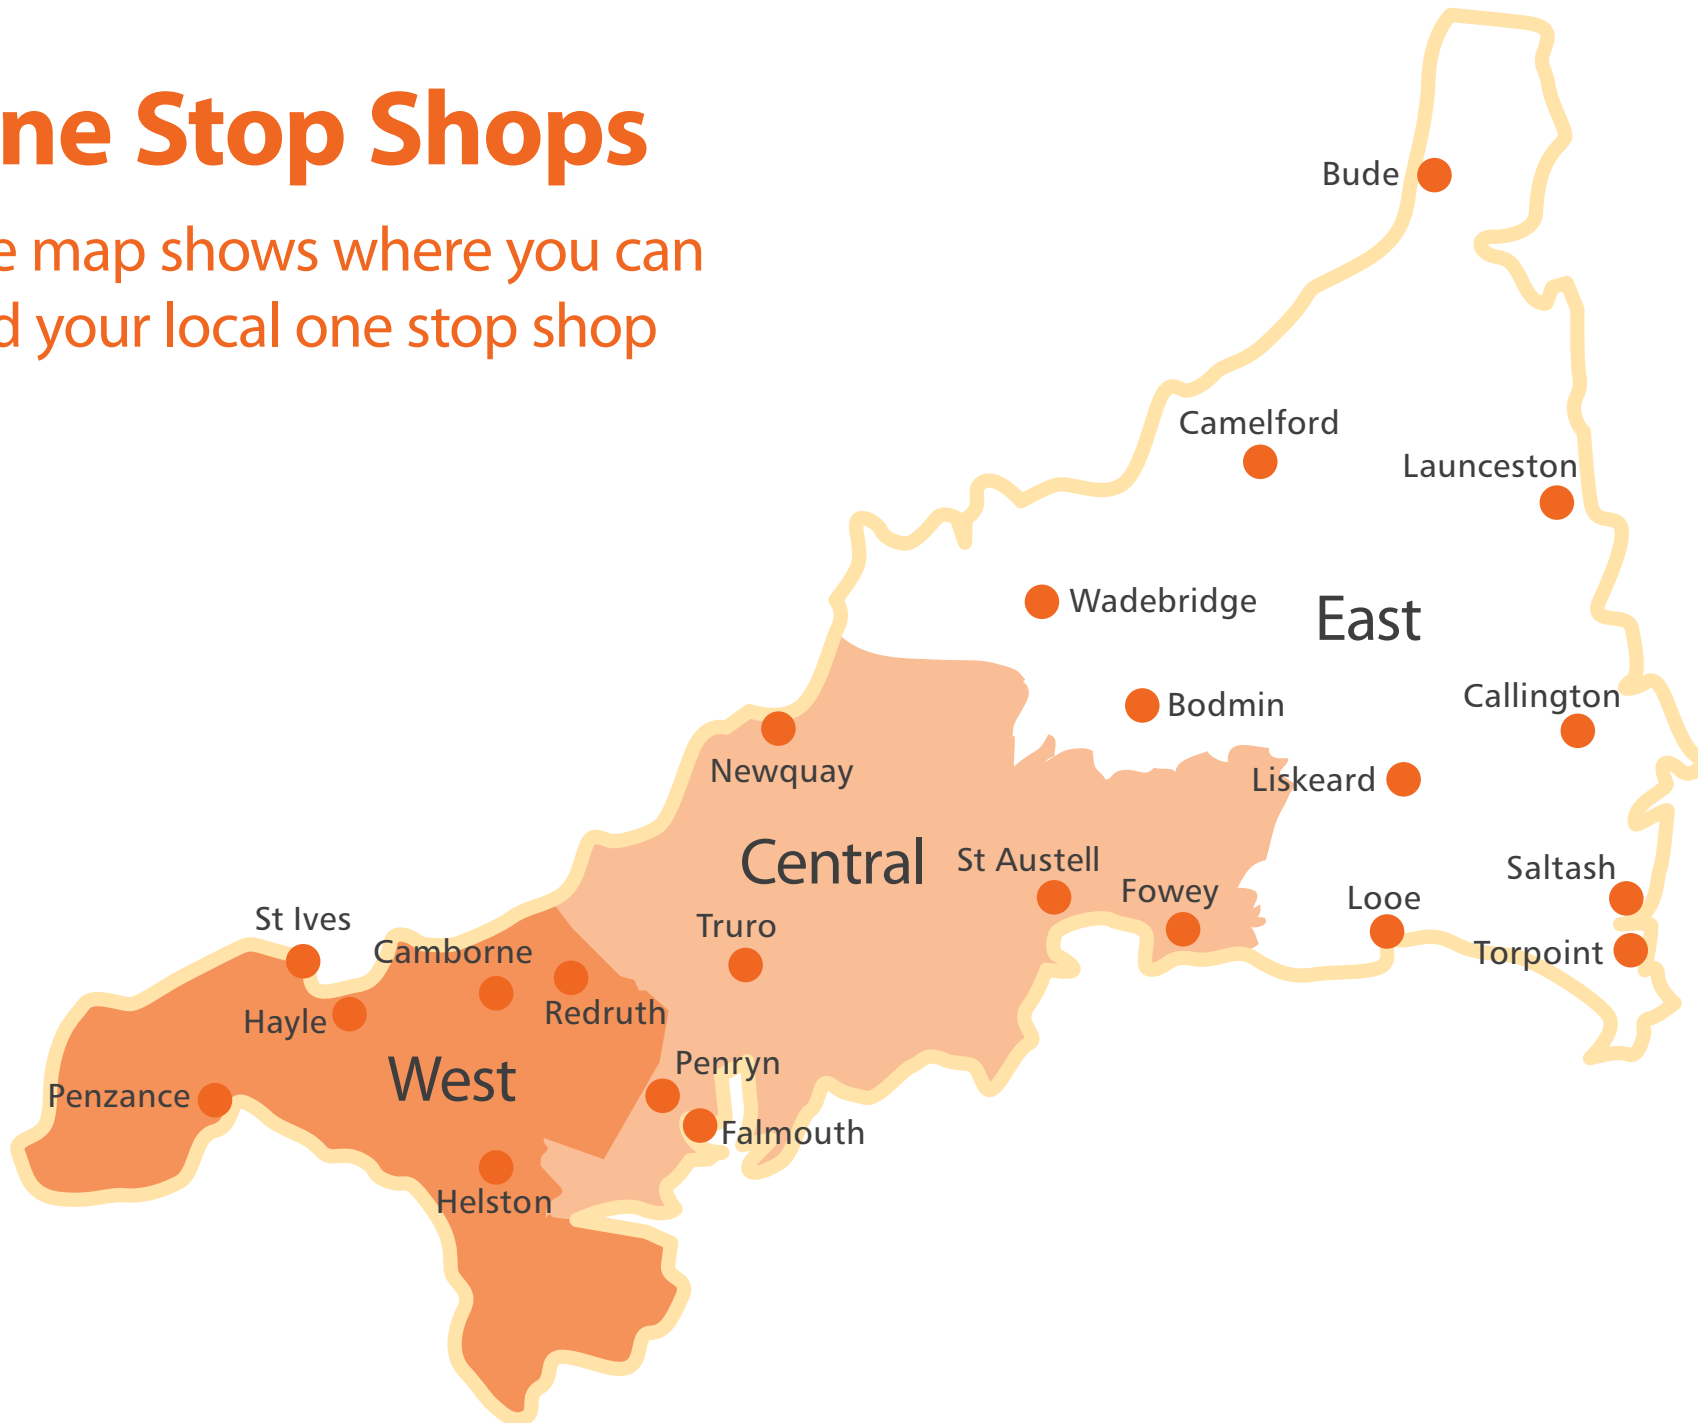 ne Stop Shops
e map shows where you can
d your local one stop shop
Bude
Camelford
Launceston
Wadebridge
East
Bodmin
Callington
Newquay
Liskeard
Central
St Austell
Saltash
Fowey
Looe
St Ives
Truro
Camborne
Torpoint
Hayle
Redruth
Penryn
West
Penzance
Falmouth
Helston